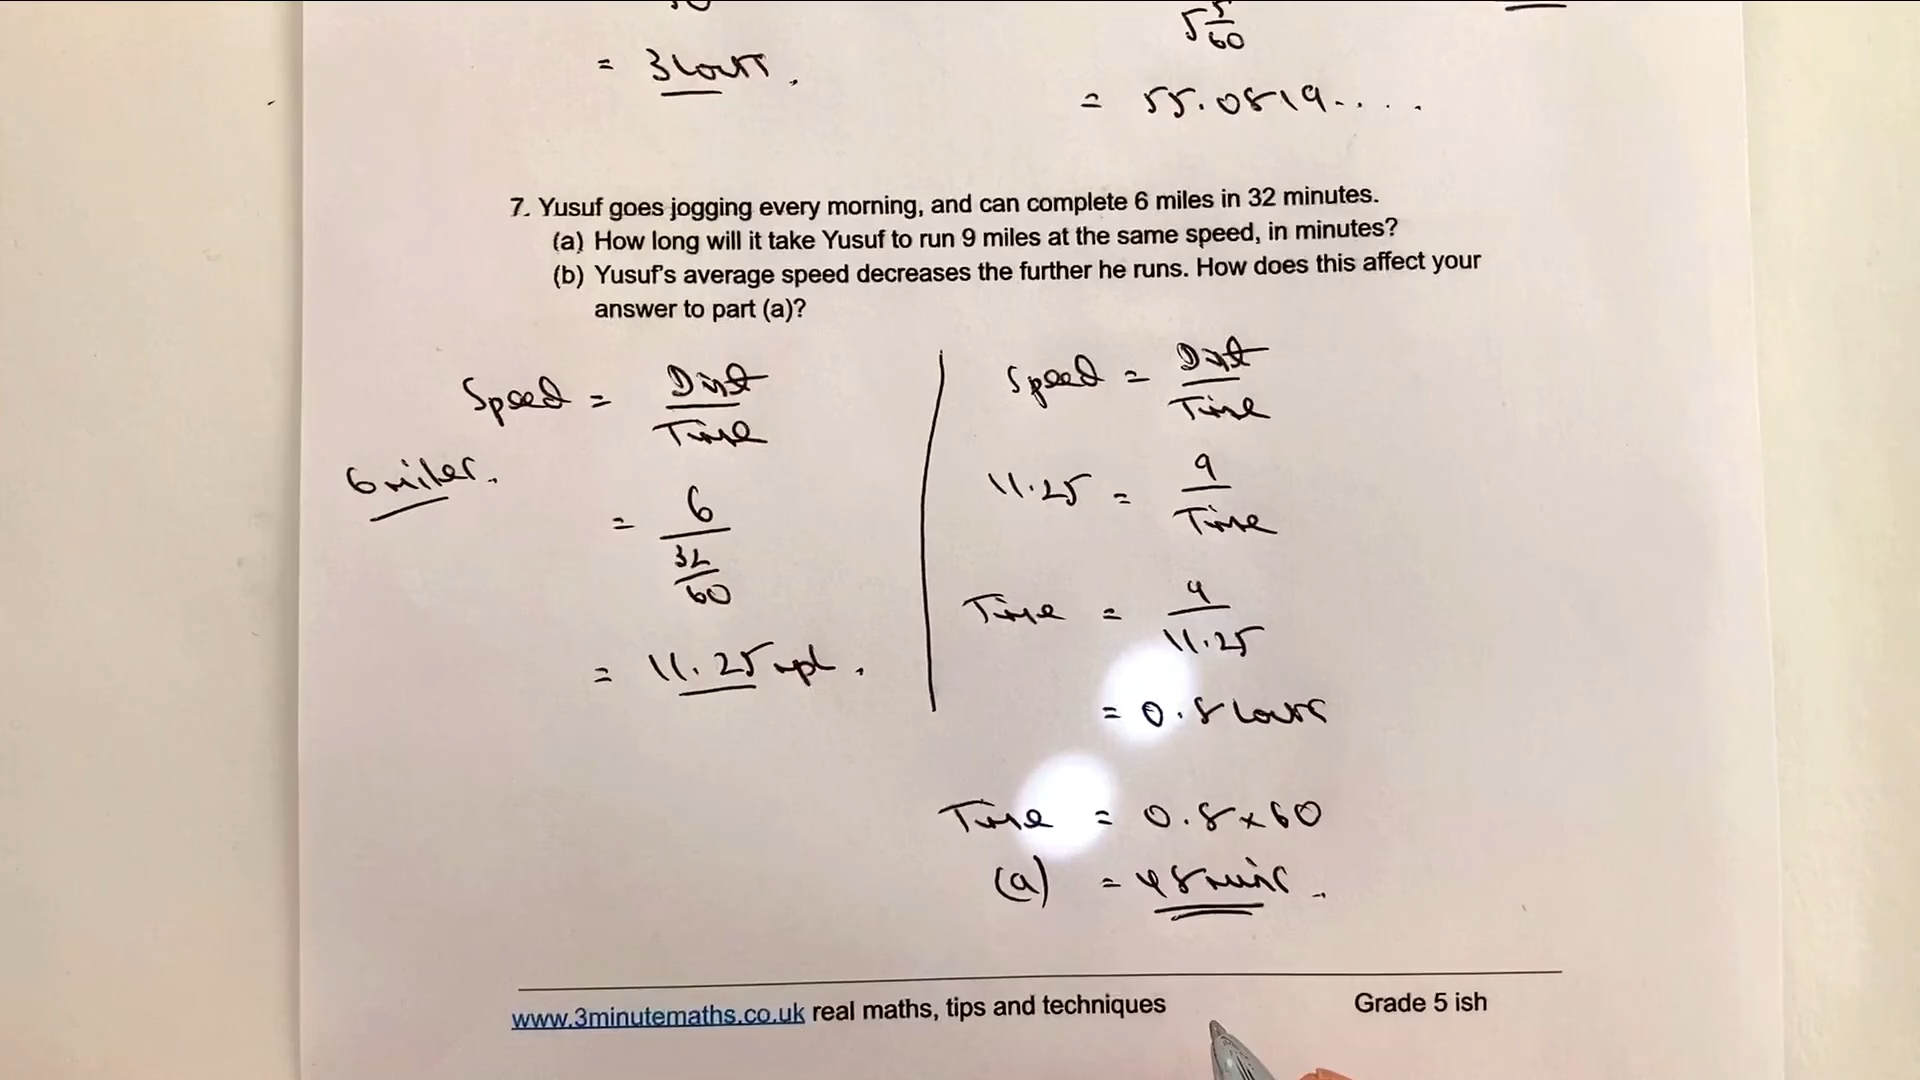 = 3 hours.
5 5/60
= 55.0819....
7. Yusuf goes jogging every morning, and can complete 6 miles in 32 minutes.
(a) How long will it take Yusuf to run 9 miles at the same speed, in minutes?
(b) Yusuf's average speed decreases the further he runs. How does this affect your
answer to part (a)?
Speed = Dist/Time
6 miles.
= 6/(32/60)
= 11.25 mph.
Speed = Dist/Time
11.25 = 9/Time
Time = 9/11.25
= 0.8 hours
Time = 0.8 x 60
(a) = 48 mins.
www.3minutemaths.co.uk real maths, tips and techniques
Grade 5 ish